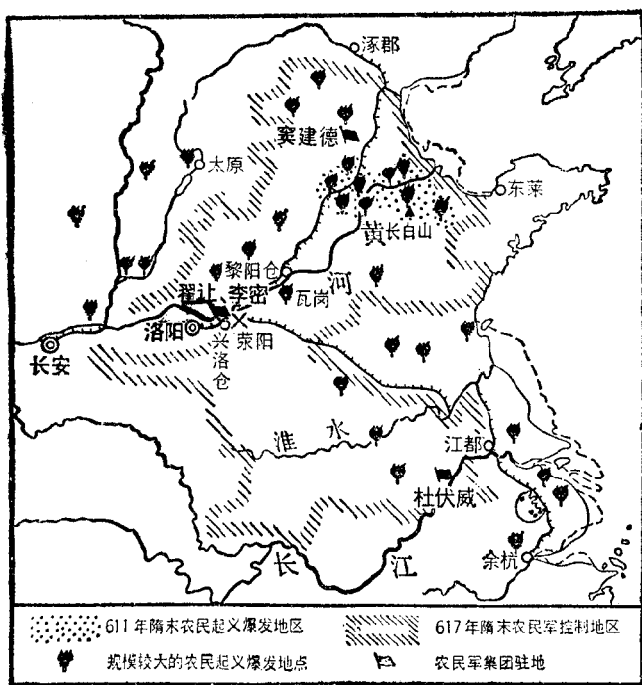 涿郡
窦建德
太原
东莱
黄
长白山
黎阳仓
河
瓦岗
翟让、李密
洛阳
荥阳
兴洛仓
长安
淮水
江都
杜伏威
长江
余杭
611年隋末农民起义爆发地区
617年隋末农民军控制地区
规模较大的农民起义爆发地点
农民军集团驻地